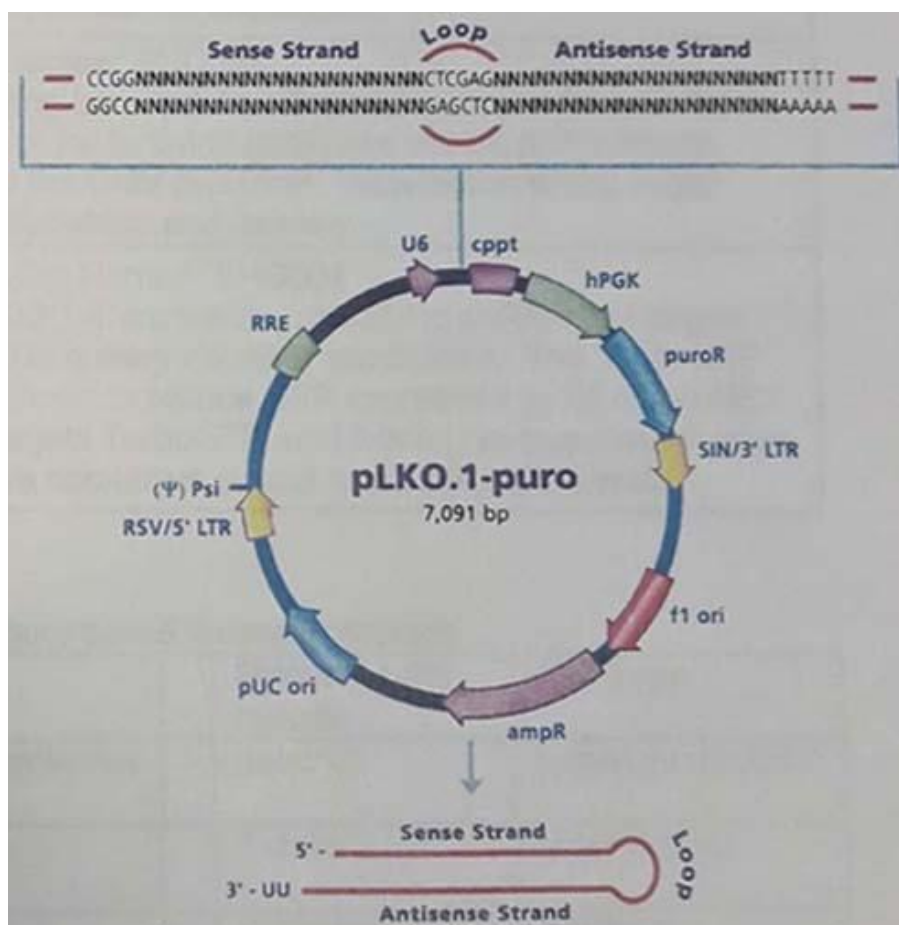 Loop
Sense Strand Antisense Strand
CCGGNNNNNNNNNNNNNNNNNNNNNCTCGAGNNNNNNNNNNNNNNNNNNNNNTTTTT
GGCCNNNNNNNNNNNNNNNNNNNNNGAGCTCNNNNNNNNNNNNNNNNNNNNNAAAAA
U6 cppt
hPGK
RRE
puroR
SIN/3' LTR
pLKO.1-puro
7,091 bp
(Ψ) Psi
RSV/5' LTR
f1 ori
pUC ori
ampR
Sense Strand
5' -
Loop
3' - UU
Antisense Strand